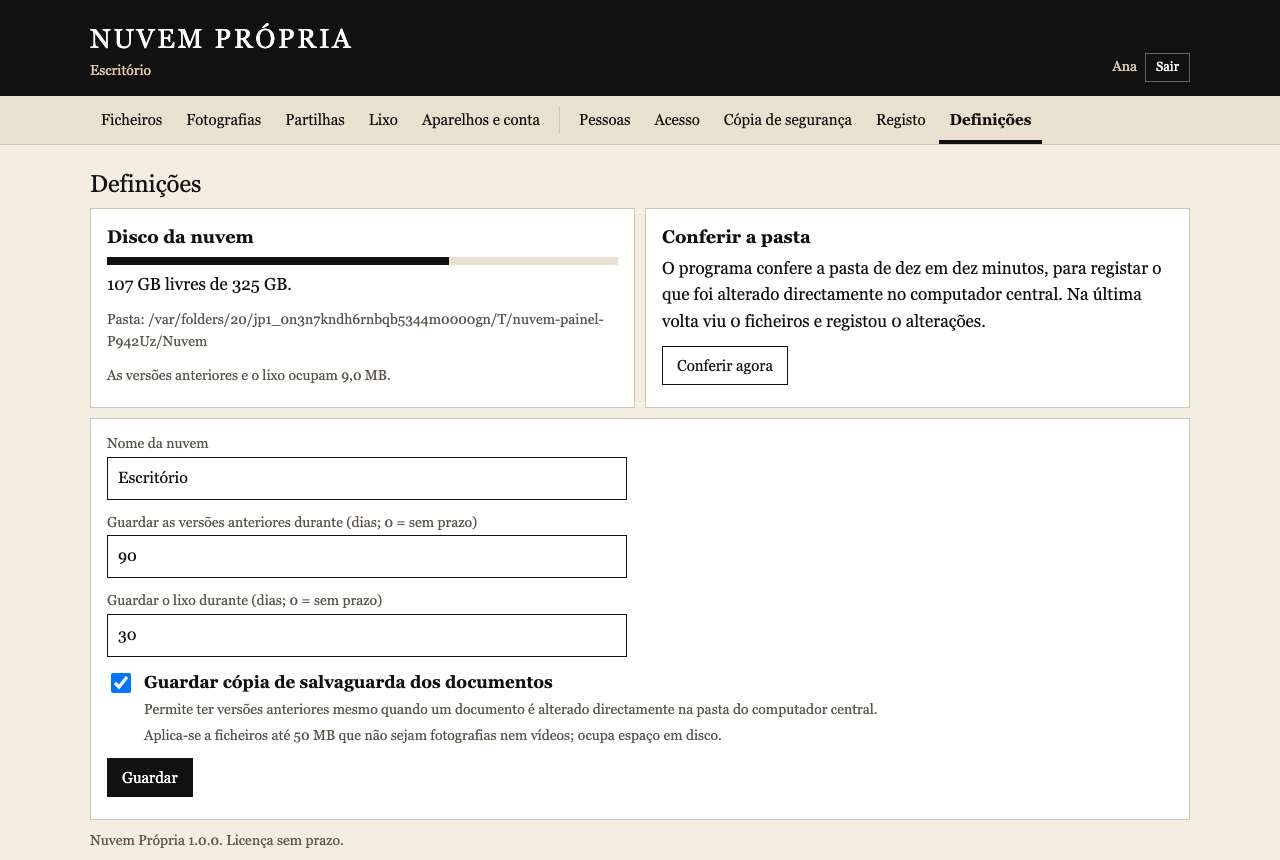 NUVEM PRÓPRIA
Escritório
Ana
Sair
Ficheiros
Fotografias
Partilhas
Lixo
Aparelhos e conta
Pessoas
Acesso
Cópia de segurança
Registo
Definições
Definições
Disco da nuvem
107 GB livres de 325 GB.
Pasta: /var/folders/20/jp1_0n3n7kndh6rnbqb5344m0000gn/T/nuvem-painel-
P942Uz/Nuvem
As versões anteriores e o lixo ocupam 9,0 MB.
Conferir a pasta
O programa confere a pasta de dez em dez minutos, para registar o
que foi alterado directamente no computador central. Na última
volta viu 0 ficheiros e registou 0 alterações.
Conferir agora
Nome da nuvem
Escritório
Guardar as versões anteriores durante (dias; 0 = sem prazo)
90
Guardar o lixo durante (dias; 0 = sem prazo)
30
Guardar cópia de salvaguarda dos documentos
Permite ter versões anteriores mesmo quando um documento é alterado directamente na pasta do computador central.
Aplica-se a ficheiros até 50 MB que não sejam fotografias nem vídeos; ocupa espaço em disco.
Guardar
Nuvem Própria 1.0.0. Licença sem prazo.